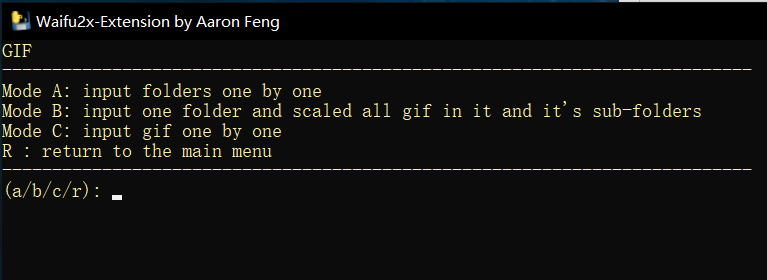 Waifu2x-Extension by Aaron Feng
GIF
---------------------------------------------------------------------------
Mode A: input folders one by one
Mode B: input one folder and scaled all gif in it and it's sub-folders
Mode C: input gif one by one
R : return to the main menu
---------------------------------------------------------------------------
(a/b/c/r):